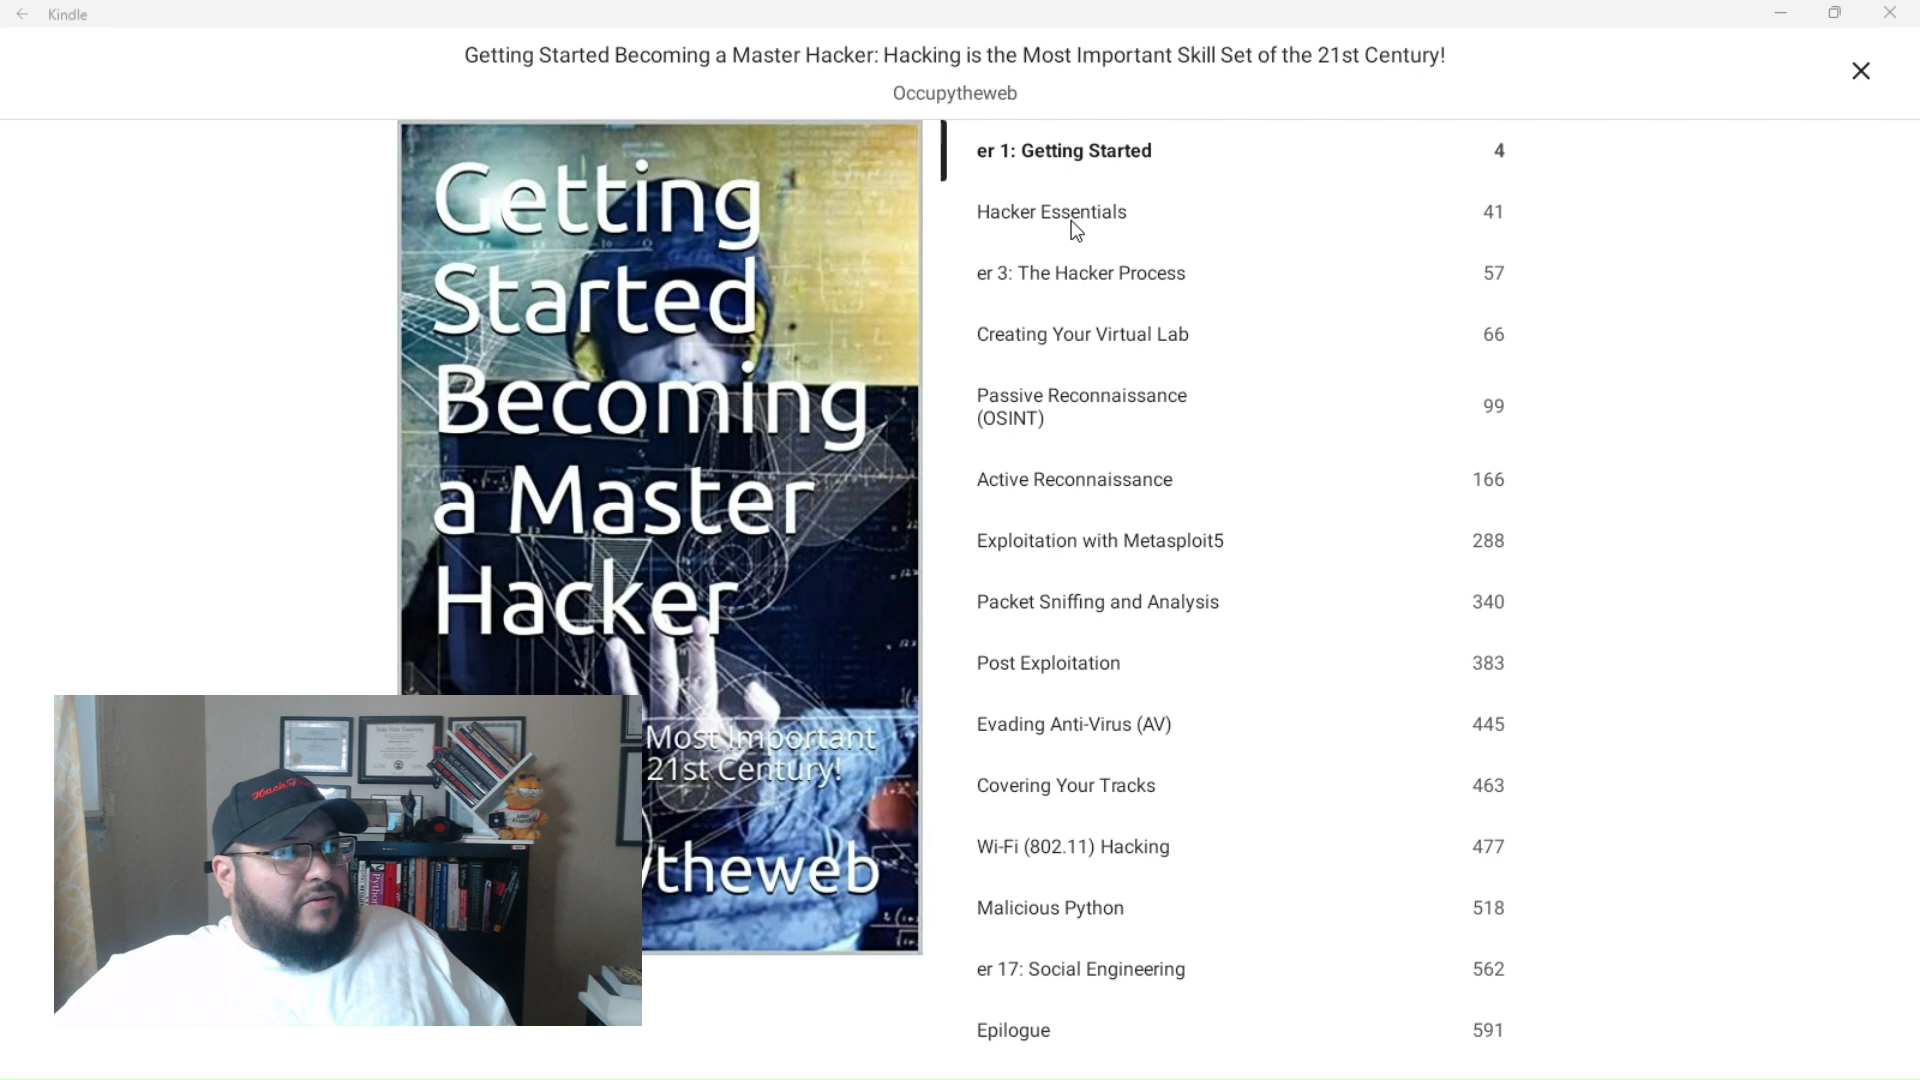 Kindle
Getting Started Becoming a Master Hacker: Hacking is the Most Important Skill Set of the 21st Century!
Occupytheweb
Getting
Started
Becoming
a Master
Hacker
Most Important
21st Century!
ytheweb
er 1: Getting Started 4
Hacker Essentials 41
er 3: The Hacker Process 57
Creating Your Virtual Lab 66
Passive Reconnaissance
(OSINT) 99
Active Reconnaissance 166
Exploitation with Metasploit5 288
Packet Sniffing and Analysis 340
Post Exploitation 383
Evading Anti-Virus (AV) 445
Covering Your Tracks 463
Wi-Fi (802.11) Hacking 477
Malicious Python 518
er 17: Social Engineering 562
Epilogue 591
Python